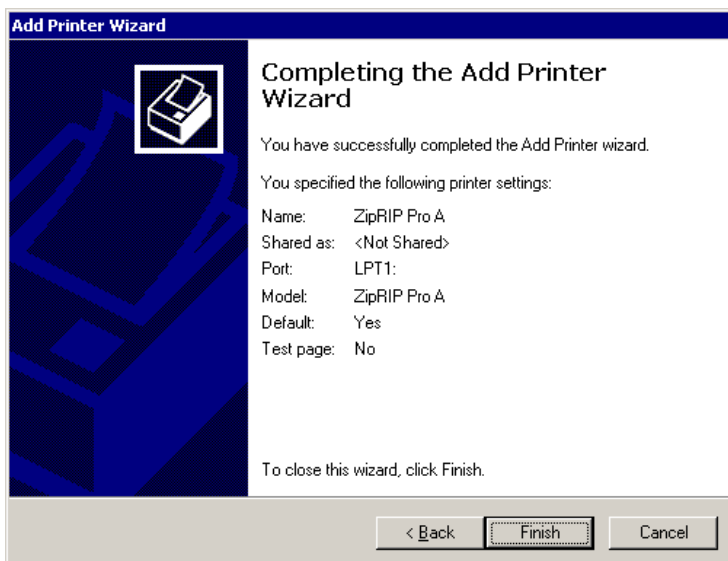 Add Printer Wizard
Completing the Add Printer
Wizard
You have successfully completed the Add Printer wizard.
You specified the following printer settings:
Name: ZipRIP Pro A
Shared as: <Not Shared>
Port: LPT1:
Model: ZipRIP Pro A
Default: Yes
Test page: No
To close this wizard, click Finish.
< Back Finish Cancel